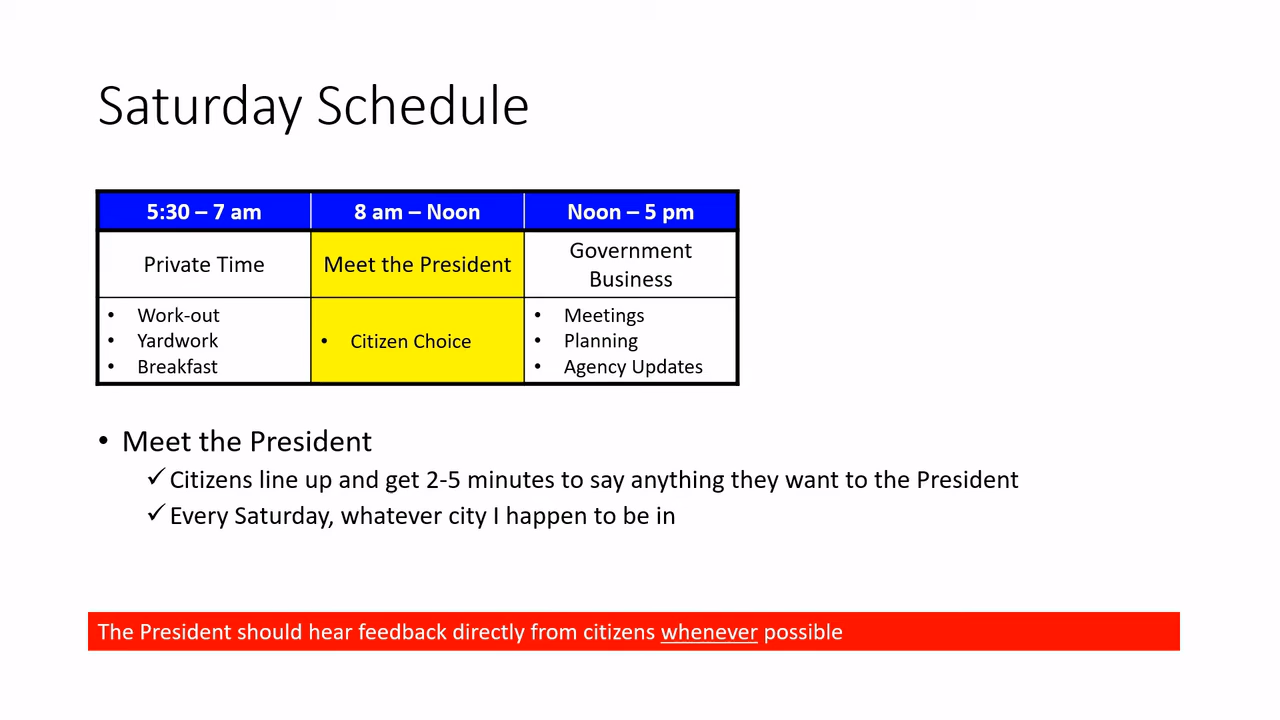 Saturday Schedule
5:30 – 7 am
8 am – Noon
Noon – 5 pm
Private Time
Meet the President
Government
Business
• Work-out
• Yardwork
• Breakfast
• Citizen Choice
• Meetings
• Planning
• Agency Updates
• Meet the President
✓ Citizens line up and get 2-5 minutes to say anything they want to the President
✓ Every Saturday, whatever city I happen to be in
The President should hear feedback directly from citizens whenever possible